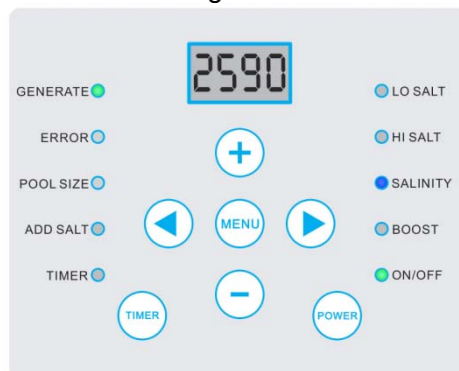 2590
GENERATE
ERROR
POOL SIZE
ADD SALT
TIMER
LO SALT
HI SALT
SALINITY
BOOST
ON/OFF
+
MENU
−
TIMER
POWER